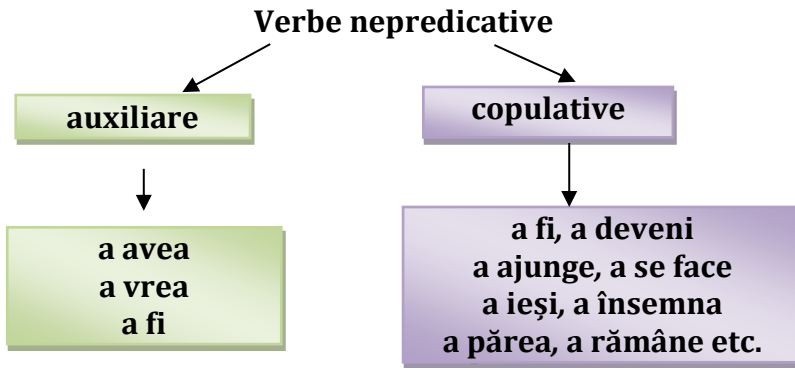 Verbe nepredicative
auxiliare
copulative
a avea
a vrea
a fi
a fi, a deveni
a ajunge, a se face
a ieși, a însemna
a părea, a rămâne etc.